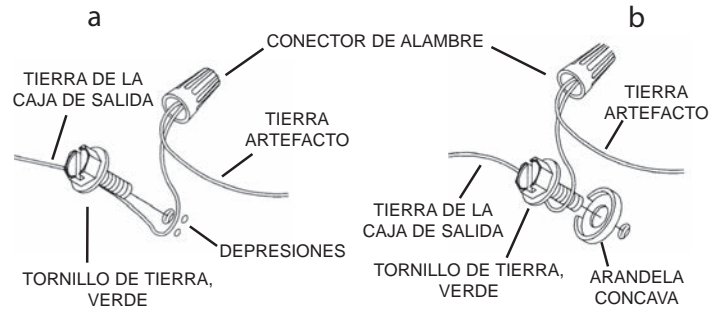 a
b
CONECTOR DE ALAMBRE
TIERRA DE LA
CAJA DE SALIDA
TIERRA
ARTEFACTO
TIERRA
ARTEFACTO
TIERRA DE LA
CAJA DE SALIDA
DEPRESIONES
TORNILLO DE TIERRA,
VERDE
TORNILLO DE TIERRA,
VERDE
ARANDELA
CONCAVA